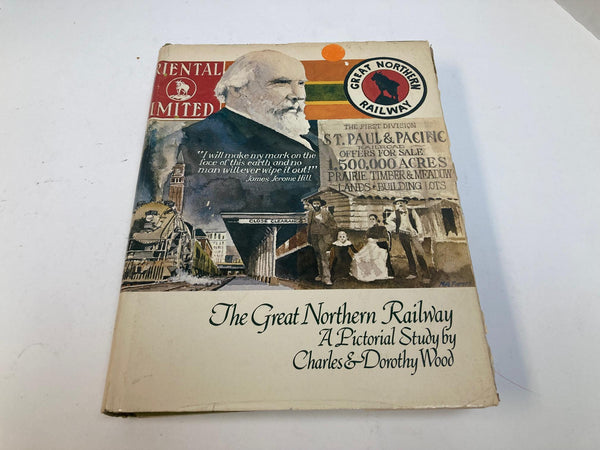 RIENTAL
IMITED
GREAT NORTHERN
RAILWAY
THE FIRST DIVISION
ST. PAUL & PACIFIC
RAILROAD
OFFERS FOR SALE
1,500,000 ACRES
PRAIRIE, TIMBER & MEADOW
LANDS & BUILDING LOTS
"I will make my mark on the
face of this earth and no
man will ever wipe it out!"
James Jerome Hill
CLOSE CLEARANCE
The Great Northern Railway
A Pictorial Study by
Charles & Dorothy Wood